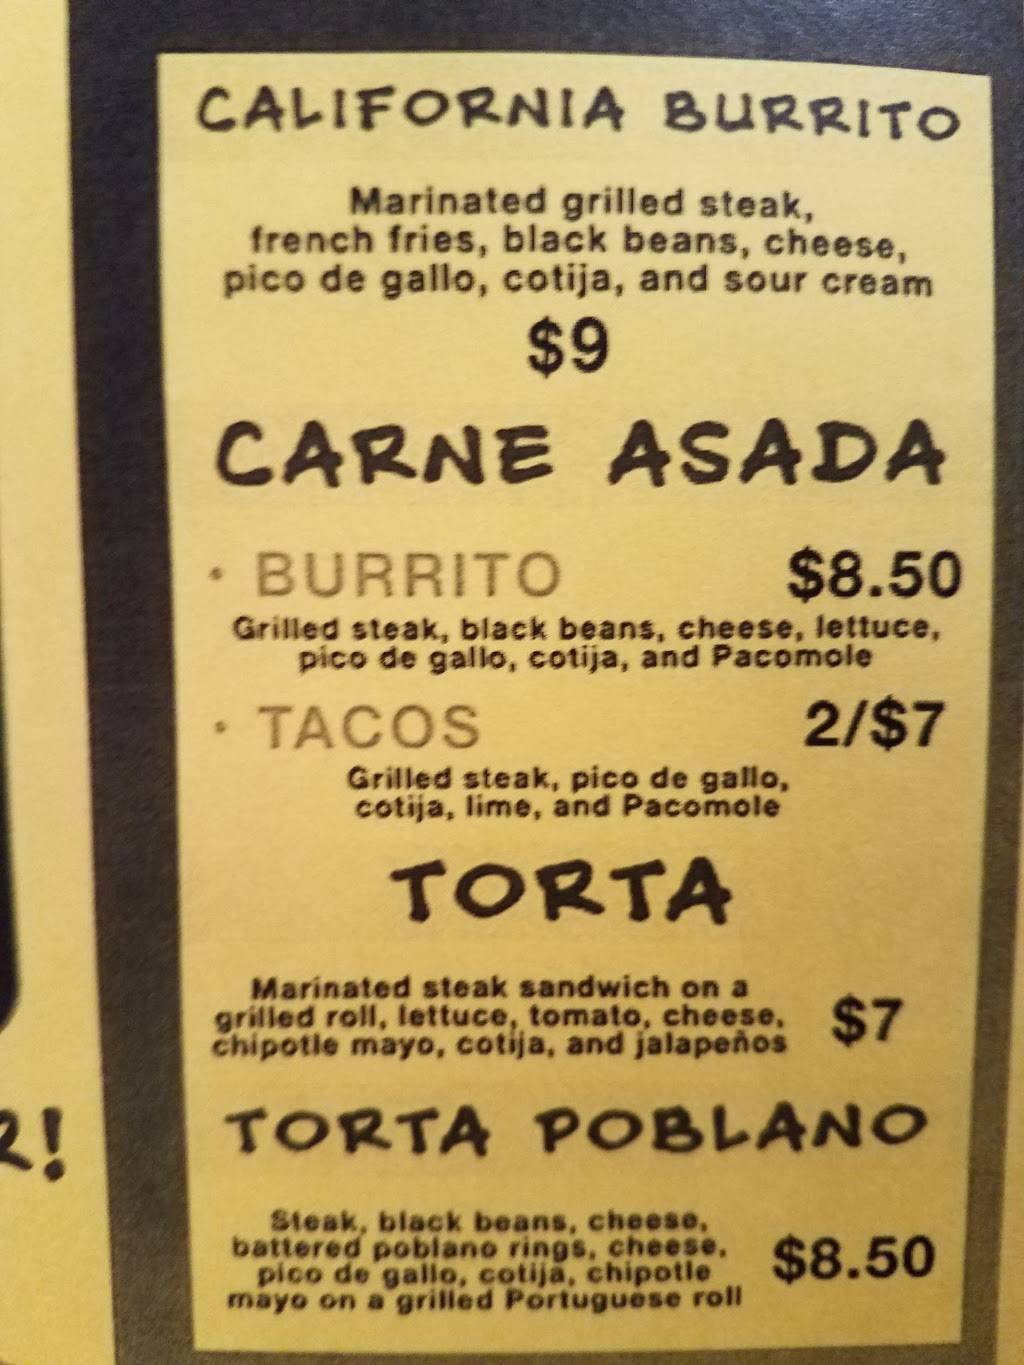 CALIFORNIA BURRITO
Marinated grilled steak,
french fries, black beans, cheese,
pico de gallo, cotija, and sour cream
$9
CARNE ASADA
· BURRITO $8.50
Grilled steak, black beans, cheese, lettuce,
pico de gallo, cotija, and Pacomole
· TACOS 2/$7
Grilled steak, pico de gallo,
cotija, lime, and Pacomole
TORTA
Marinated steak sandwich on a
grilled roll, lettuce, tomato, cheese, $7
chipotle mayo, cotija, and jalapeños
TORTA POBLANO
Steak, black beans, cheese,
battered poblano rings, cheese, $8.50
pico de gallo, cotija, chipotle
mayo on a grilled Portuguese roll
R!